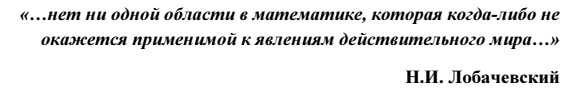 «…нет ни одной области в математике, которая когда-либо не
окажется применимой к явлениям действительного мира…»
Н.И. Лобачевский